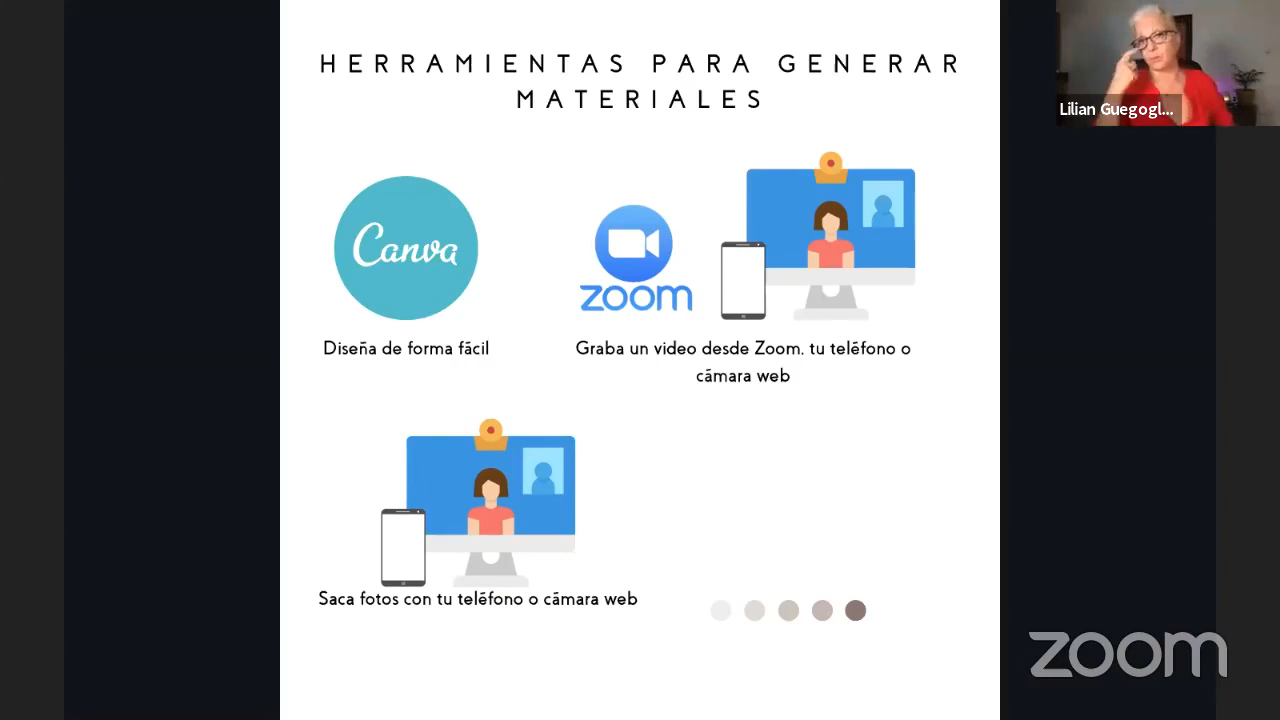 HERRAMIENTAS PARA GENERAR
MATERIALES
Lilian Guegogl...
Canva
zoom
Diseña de forma fácil
Graba un video desde Zoom, tu teléfono o
cámara web
Saca fotos con tu teléfono o cámara web
zoom